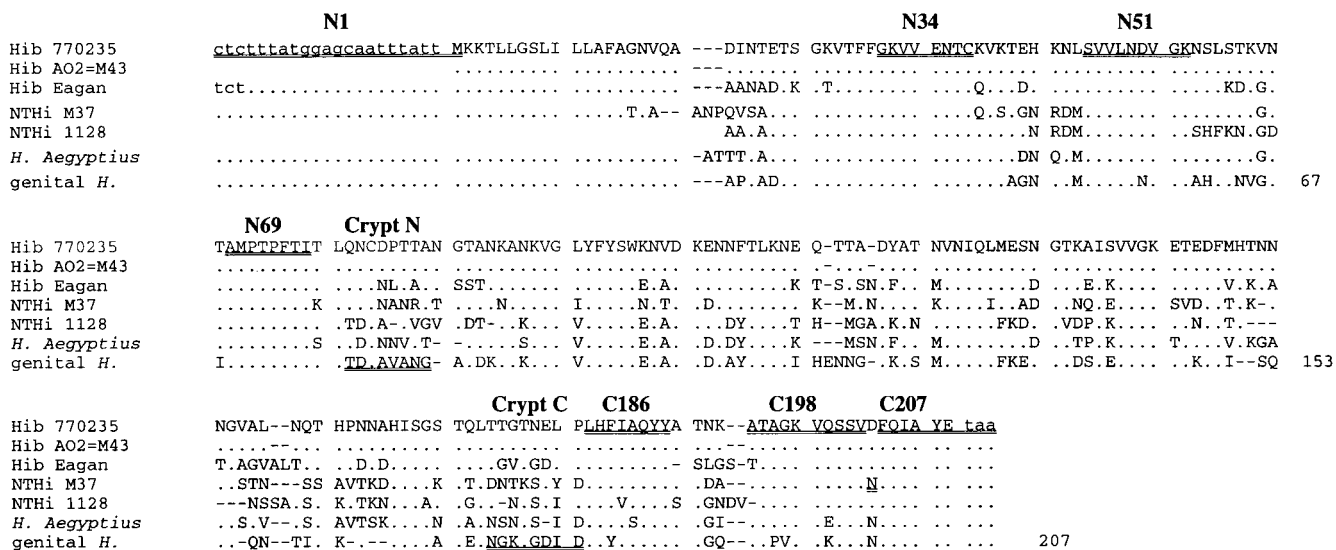 N1 N34 N51
Hib 770235 ctctttatggagcaatttatt MKKTLLGSLI LLAFAGNVQA ---DINTETS GKVTFFGKVV ENTCKVKTEH KNLSVVLNDV GKNSLSTKVN
Hib AO2=M43 .......... .......... ---....... .......... .......... .......... ..........
Hib Eagan tct.................. .......... .......... ---AANAD.K .T........ ....Q...D. .......... .....KD.G.
NTHi M37 ..................... .......... ......T.A-- ANPQVSA... .......... ....Q.S.GN RDM....... ........G.
NTHi 1128 ..................... .......... .......... AA.A...... .......... .........N RDM....... ..SHFKN.GD
H. Aegyptius ..................... .......... .......... -ATTT.A... .......... ........DN Q.M....... ........G.
genital H. ..................... .......... .......... ---AP.AD.. .......... .......AGN ..M.....N. ..AH..NVG. 67
N69 Crypt N
Hib 770235 TAMPTPFTIT LQNCDPTTAN GTANKANKVG LYFYSWKNVD KENNFTLKNE Q-TTA-DYAT NVNIQLMESN GTKAISVVGK ETEDFMHTNN
Hib AO2=M43 .......... .......... .......... .......... .......... .-...-.... .......... .......... ..........
Hib Eagan .......... ....NL.A.. SST....... .......E.A. .........K T-S.SN.F.. M........D ...E.K.... .....V.K.A
NTHi M37 .........K ....NANR.T ....N..... I......N.T. .D.......K K--M.N.... K....I.AD ..NQ.E.... SVD..T.K-.
NTHi 1128 .......... .TD.A-.VGV .DT-..K... V......E.A. ..DY.....T H--MGA.K.N ......FKD. ..VDP.K... ..E.N..T.---
H. Aegyptius .........S ..D.NNV.T- .....S.... V......E.A. ..DN.....K K--MSN.F.. M........D ..TP.K.... T....V.KGA
genital H. I......... .TD.AVANG- A.DK..K... V......E.A. ..D.AY....I HENNG-.K.S M.....FKE. ..DS.E.... ...K..I--SQ 153
Crypt C C186 C198 C207
Hib 770235 NGVAL--NQT HPNNAHISGS TQLTTGTNEL PLHFIAQYYA TNK--ATAGK VQSSVDFQIA YE taa
Hib AO2=M43 .....--... .......... .......... .......... ...--..... .......... .. ...
Hib Eagan T.AGVALT.. ..D.D..... ....GV.GD. .........- SLGS-T.... .......... .. ...
NTHi M37 ..STN---SS AVTKD....K .T.DNTKS.Y D......... .DA--..... ......N... .. ...
NTHi 1128 ---NSSA.S. K.TKN...A. .G..-N.S.I ....V....S .GNDV-.... .......... .. ...
H. Aegyptius ..S.V--.S. AVTSK....N .A.NSN.S-I D....S.... .GI--..... ..E...N... .. ...
genital H. ..-QN--TI. K-.......A .E.NGK.GDI D..Y...... .GQ--..PV. ..K...N... .. ... 207